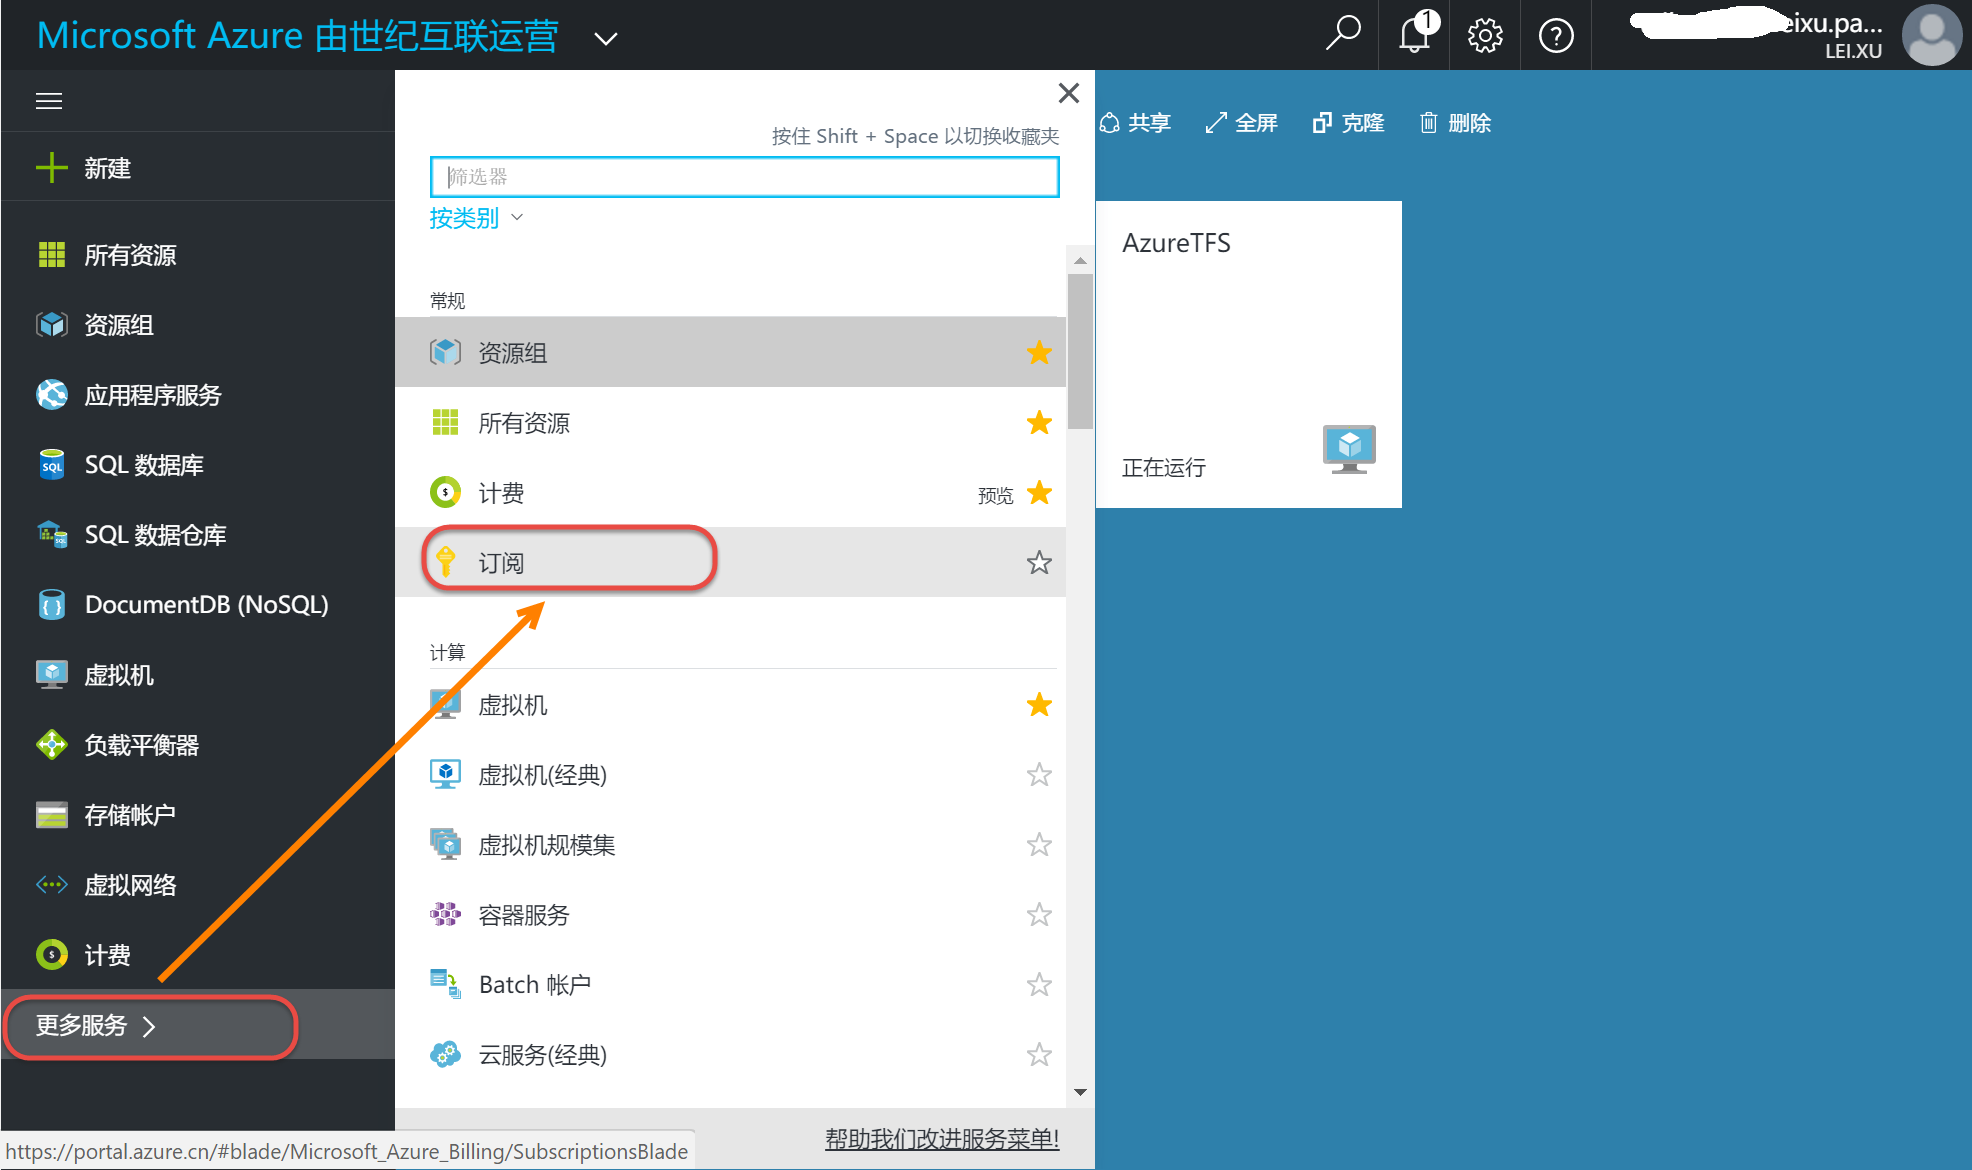 Microsoft Azure 由世纪互联运营
1
eixu.pa...
LEI.XU
新建
所有资源
资源组
应用程序服务
SQL 数据库
SQL 数据仓库
DocumentDB (NoSQL)
虚拟机
负载平衡器
存储帐户
虚拟网络
计费
更多服务
按住 Shift + Space 以切换收藏夹
筛选器
按类别
常规
资源组
所有资源
计费
预览
订阅
计算
虚拟机
虚拟机(经典)
虚拟机规模集
容器服务
Batch 帐户
云服务(经典)
帮助我们改进服务菜单!
共享
全屏
克隆
删除
AzureTFS
正在运行
https://portal.azure.cn/#blade/Microsoft_Azure_Billing/SubscriptionsBlade